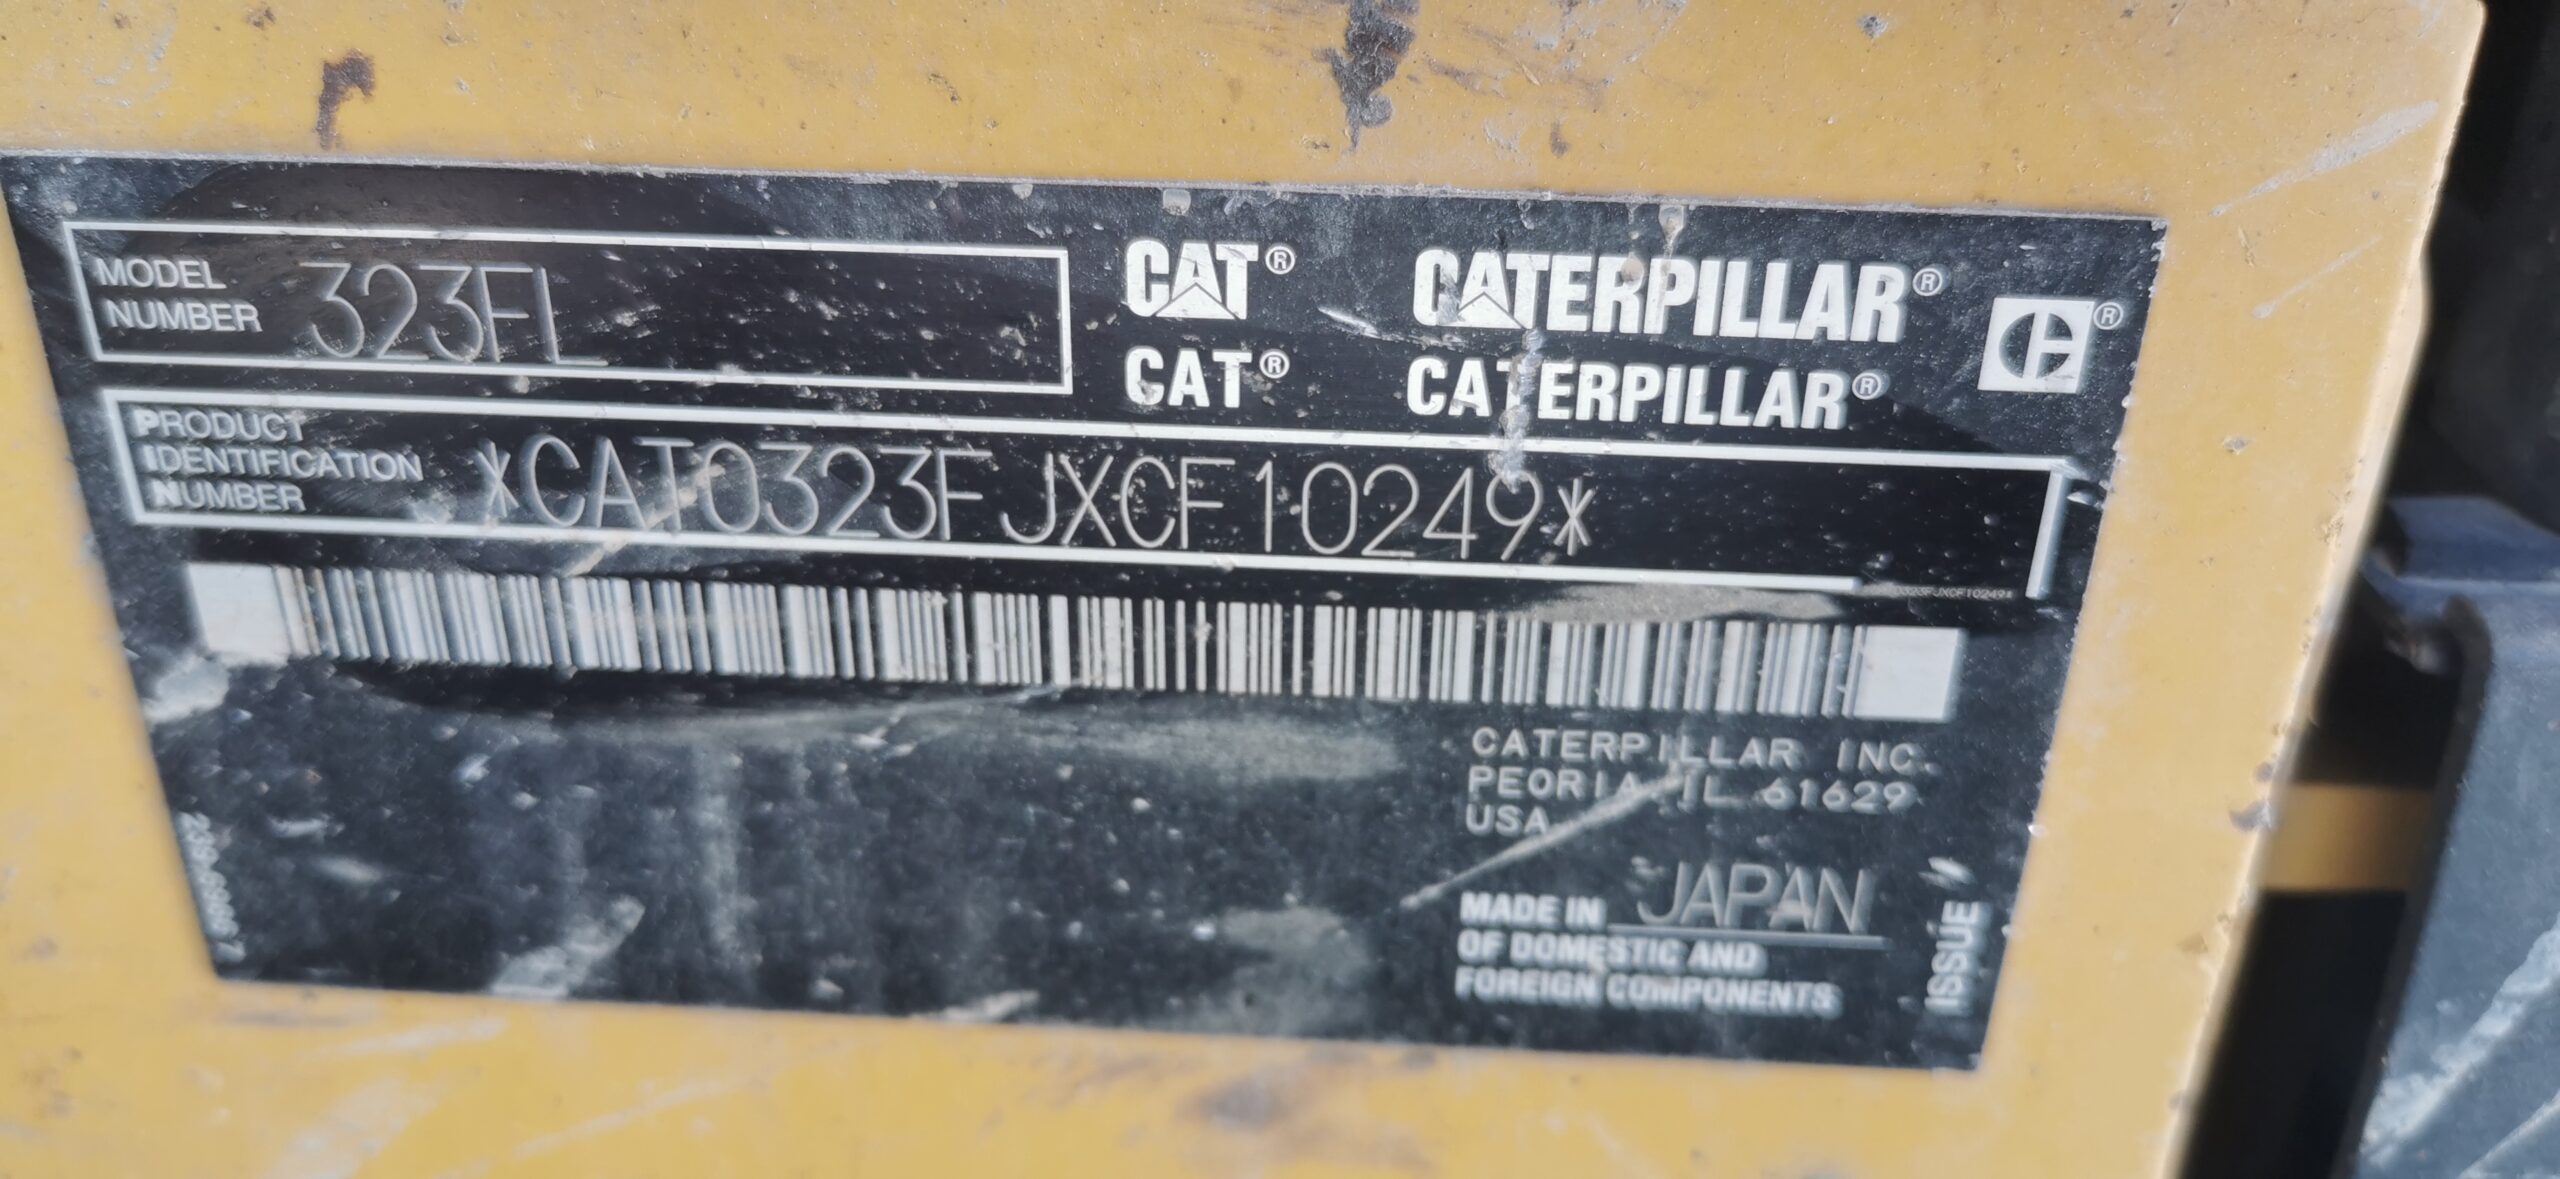 MODEL
NUMBER 323FL
CAT® CATERPILLAR®
CAT® CATERPILLAR®
PRODUCT
IDENTIFICATION
NUMBER *CAT0323FJXCF10249*
0323FJXCF10249*
CATERPILLAR INC.
PEORIA, IL 61629
USA
MADE IN JAPAN
OF DOMESTIC AND
FOREIGN COMPONENTS
ISSUE